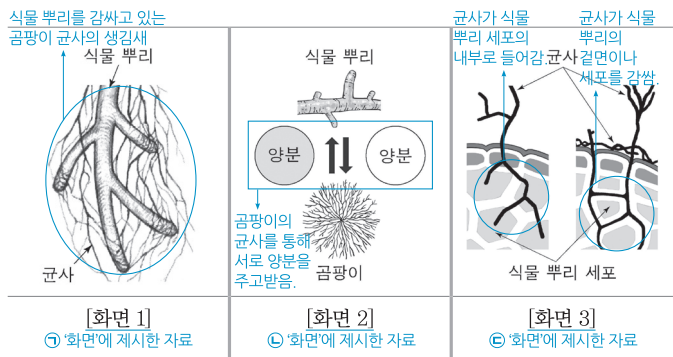 식물 뿌리를 감싸고 있는
곰팡이 균사의 생김새
식물 뿌리
균사
[화면 1]
㉠ ‘화면’에 제시한 자료
식물 뿌리
양분
양분
곰팡이의
균사를 통해
서로 양분을
주고받음.
곰팡이
[화면 2]
㉡ ‘화면’에 제시한 자료
균사가 식물
뿌리 세포의
내부로 들어감.
균사
균사가 식물
뿌리의
겉면이나
세포를 감쌈.
식물 뿌리 세포
[화면 3]
㉢ ‘화면’에 제시한 자료